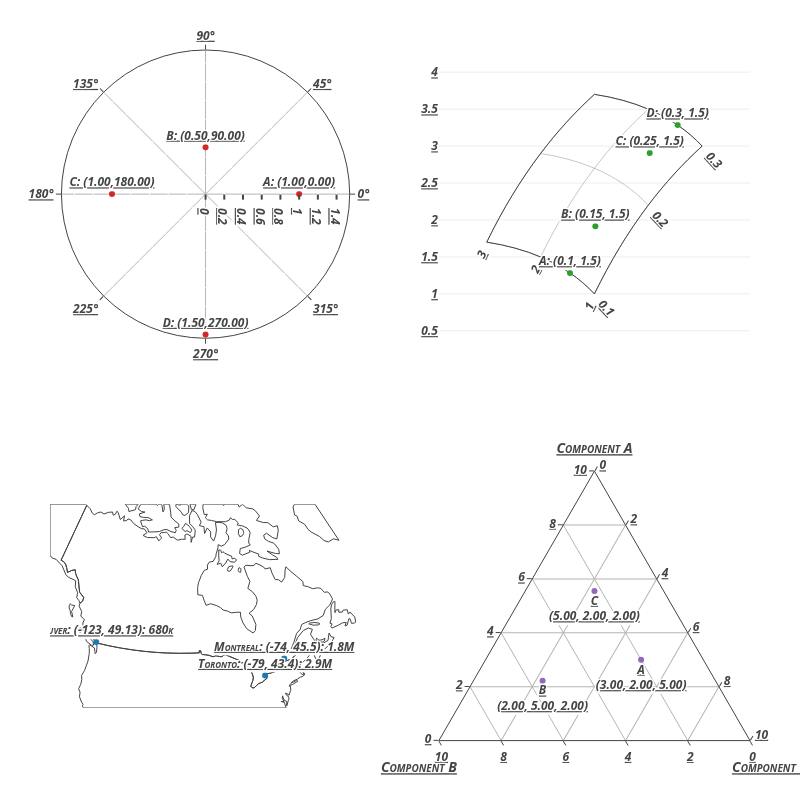 90°
135°
45°
B: (0.50,90.00)
C: (1.00,180.00)
A: (1.00,0.00)
180°
0°
0
0.2
0.4
0.6
0.8
1
1.2
1.4
225°
315°
D: (1.50,270.00)
270°
4
3.5
3
2.5
2
1.5
1
0.5
D: (0.3, 1.5)
C: (0.25, 1.5)
0.3
B: (0.15, 1.5)
0.2
3
2
A: (0.1, 1.5)
1
0.1
UVER: (-123, 49.13): 680K
MONTREAL: (-74, 45.5): 1.8M
TORONTO: (-79, 43.4): 2.9M
COMPONENT A
10
0
8
2
6
4
C
(5.00, 2.00, 2.00)
4
6
A
(3.00, 2.00, 5.00)
2
8
B
(2.00, 5.00, 2.00)
0
10
10
8
6
4
2
0
COMPONENT B
COMPONENT